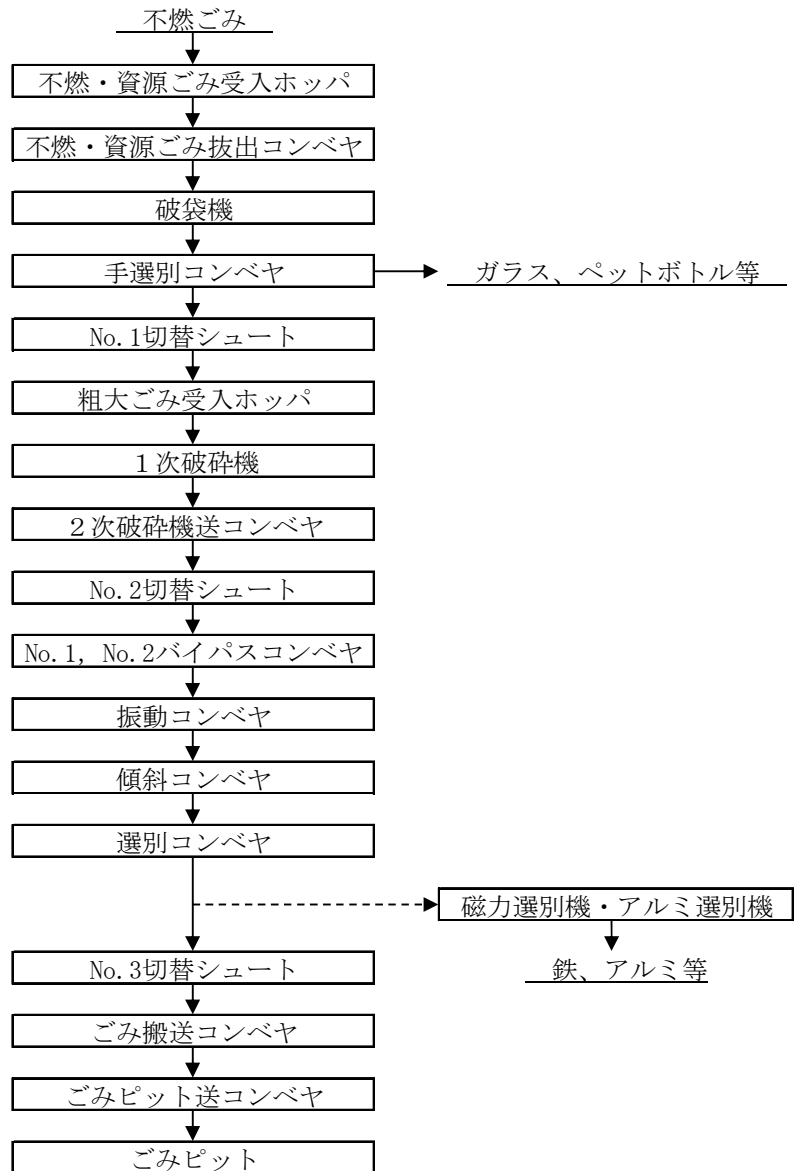 不燃ごみ
不燃・資源ごみ受入ホッパ
不燃・資源ごみ抜出コンベヤ
破袋機
手選別コンベヤ
ガラス、ペットボトル等
No.1切替シュート
粗大ごみ受入ホッパ
１次破砕機
２次破砕機送コンベヤ
No.2切替シュート
No.1, No.2バイパスコンベヤ
振動コンベヤ
傾斜コンベヤ
選別コンベヤ
磁力選別機・アルミ選別機
鉄、アルミ等
No.3切替シュート
ごみ搬送コンベヤ
ごみピット送コンベヤ
ごみピット